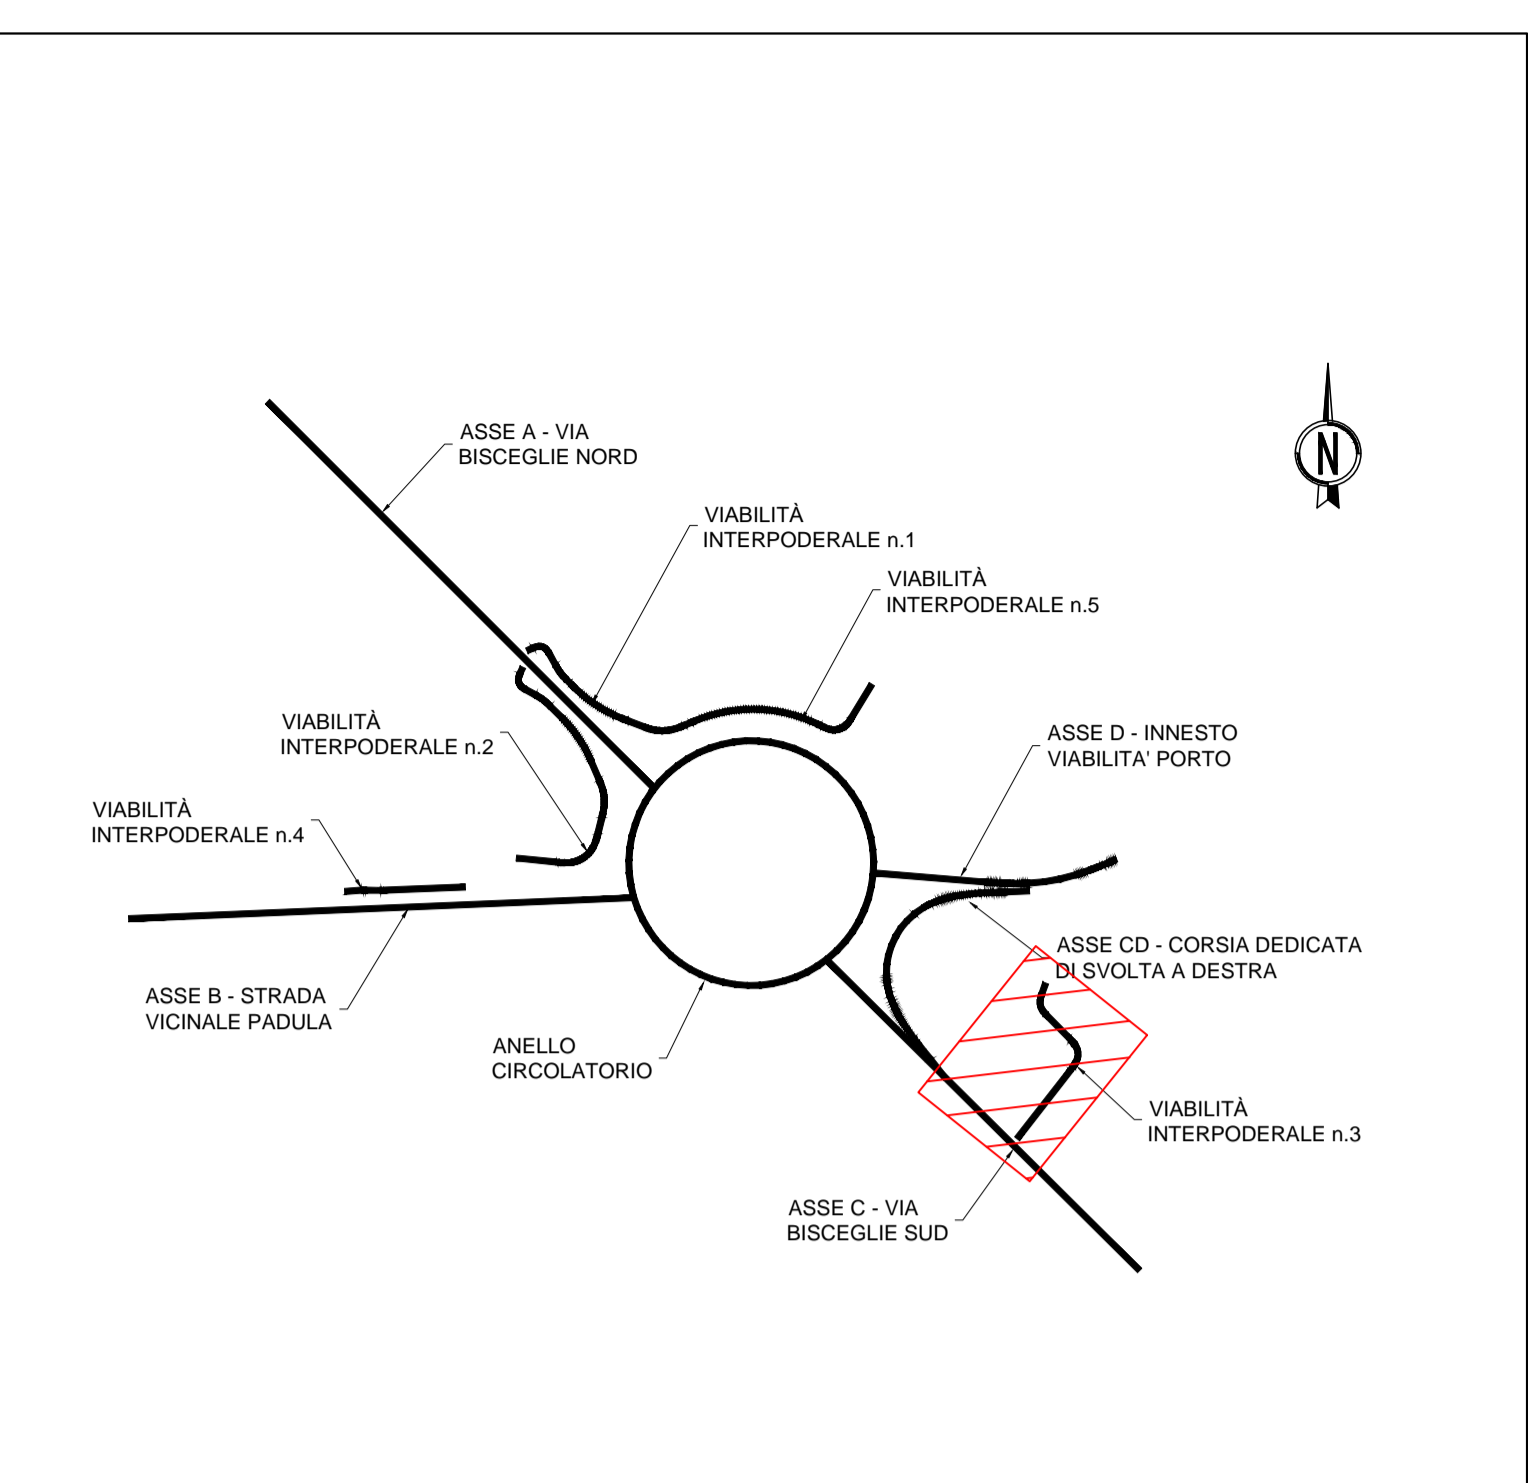 ASSE A - VIA
BISCEGLIE NORD
N
VIABILITÀ
INTERPODERALE n.1
VIABILITÀ
INTERPODERALE n.5
VIABILITÀ
INTERPODERALE n.2
ASSE D - INNESTO
VIABILITA' PORTO
VIABILITÀ
INTERPODERALE n.4
ASSE CD - CORSIA DEDICATA
DI SVOLTA A DESTRA
ASSE B - STRADA
VICINALE PADULA
ANELLO
CIRCOLATORIO
VIABILITÀ
INTERPODERALE n.3
ASSE C - VIA
BISCEGLIE SUD